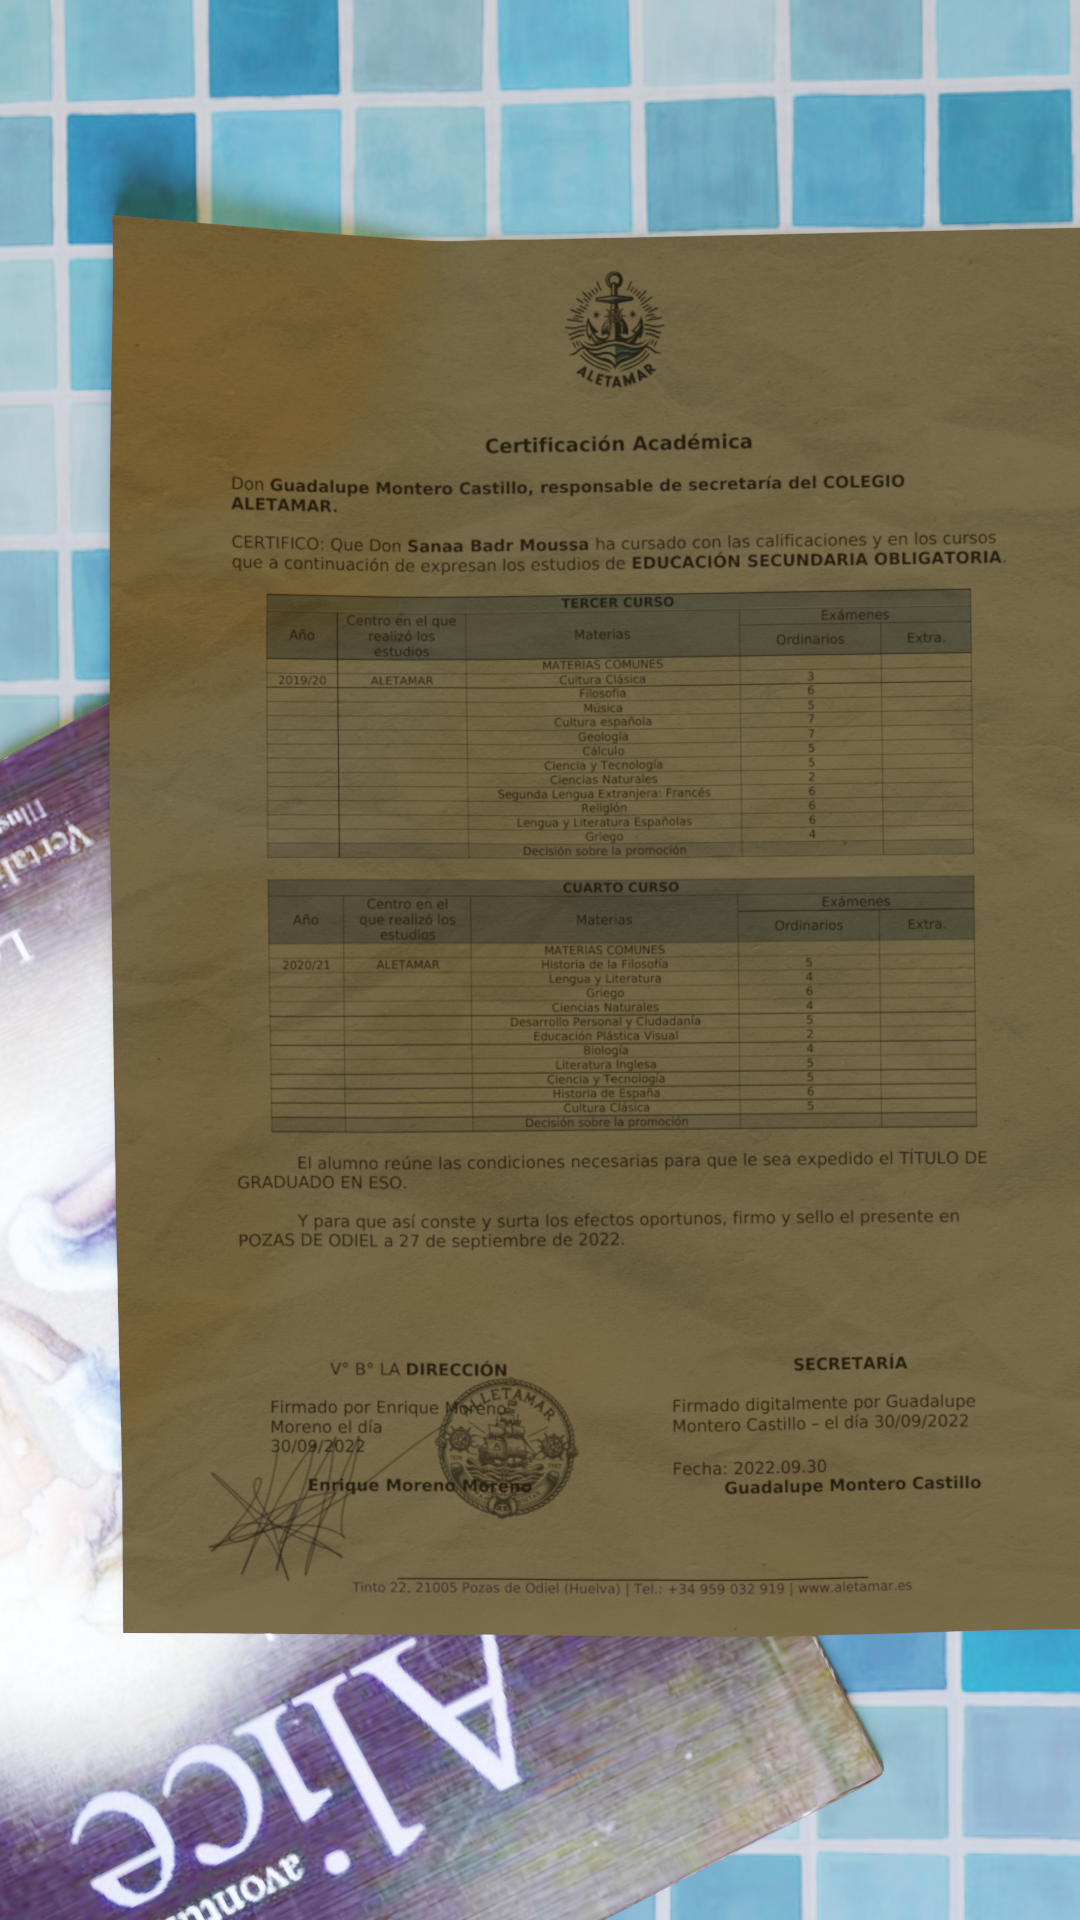 ALETAMAR
Certificación Académica
Don Guadalupe Montero Castillo, responsable de secretaría del COLEGIO
ALETAMAR.
CERTIFICO: Que Don Sanaa Badr Moussa ha cursado con las calificaciones y en los cursos
que a continuación de expresan los estudios de EDUCACIÓN SECUNDARIA OBLIGATORIA.
TERCER CURSO
Año Centro en el que realizó los estudios Materias Exámenes
Ordinarios Extra.
MATERIAS COMUNES
2019/20 ALETAMAR Cultura Clásica 3
Filosofía 6
Música 5
Cultura española 7
Geología 7
Cálculo 5
Ciencia y Tecnología 5
Ciencias Naturales 2
Segunda Lengua Extranjera: Francés 6
Religión 6
Lengua y Literatura Españolas 6
Griego 4
Decisión sobre la promoción
CUARTO CURSO
Año Centro en el que realizó los estudios Materias Exámenes
Ordinarios Extra.
MATERIAS COMUNES
2020/21 ALETAMAR Historia de la Filosofía 5
Lengua y Literatura 4
Griego 6
Ciencias Naturales 4
Desarrollo Personal y Ciudadanía 5
Educación Plástica Visual 2
Biología 4
Literatura Inglesa 5
Ciencia y Tecnología 5
Historia de España 6
Cultura Clásica 5
Decisión sobre la promoción
El alumno reúne las condiciones necesarias para que le sea expedido el TÍTULO DE
GRADUADO EN ESO.
Y para que así conste y surta los efectos oportunos, firmo y sello el presente en
POZAS DE ODIEL a 27 de septiembre de 2022.
V° B° LA DIRECCIÓN
Firmado por Enrique Moreno
Moreno el día
30/09/2022
Enrique Moreno Moreno
ALLETAMAR
SECRETARÍA
Firmado digitalmente por Guadalupe
Montero Castillo – el día 30/09/2022
Fecha: 2022.09.30
Guadalupe Montero Castillo
Tinto 22, 21005 Pozas de Odiel (Huelva) | Tel.: +34 959 032 919 | www.aletamar.es
Alice